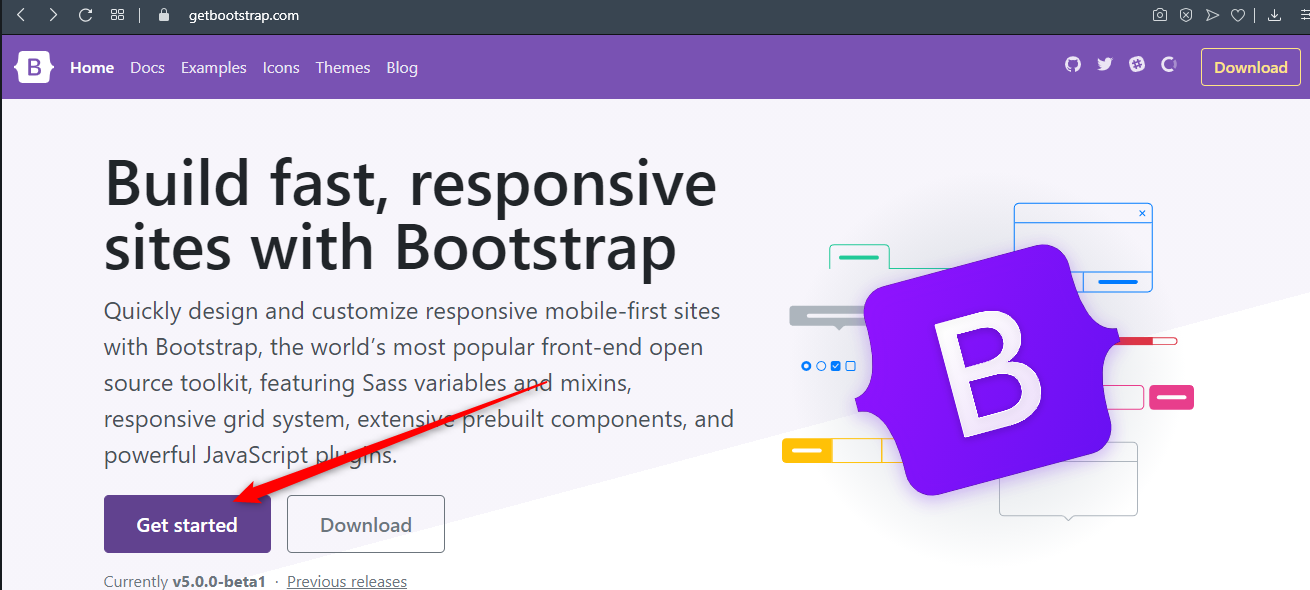 getbootstrap.com
B Home Docs Examples Icons Themes Blog Download
Build fast, responsive
sites with Bootstrap
Quickly design and customize responsive mobile-first sites
with Bootstrap, the world’s most popular front-end open
source toolkit, featuring Sass variables and mixins,
responsive grid system, extensive prebuilt components, and
powerful JavaScript plugins.
B
Get started Download
Currently v5.0.0-beta1 · Previous releases